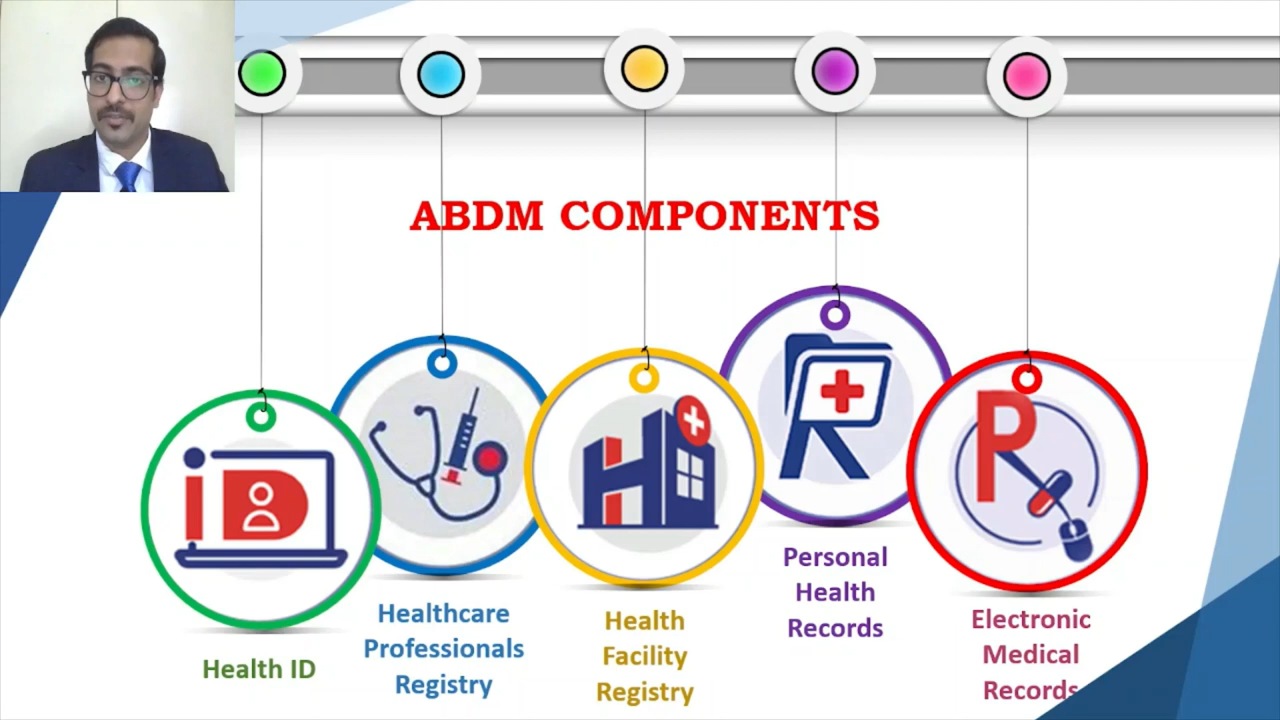 ABDM COMPONENTS
Health ID
Healthcare
Professionals
Registry
Health
Facility
Registry
Personal
Health
Records
Electronic
Medical
Records